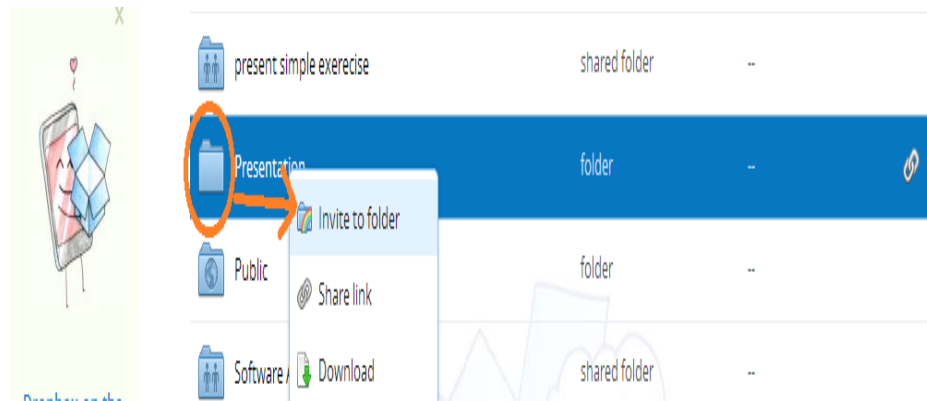 X
present simple exerecise shared folder --
Presentation folder --
Invite to folder
Public folder --
Share link
Software shared folder --
Download
Dropbox on the